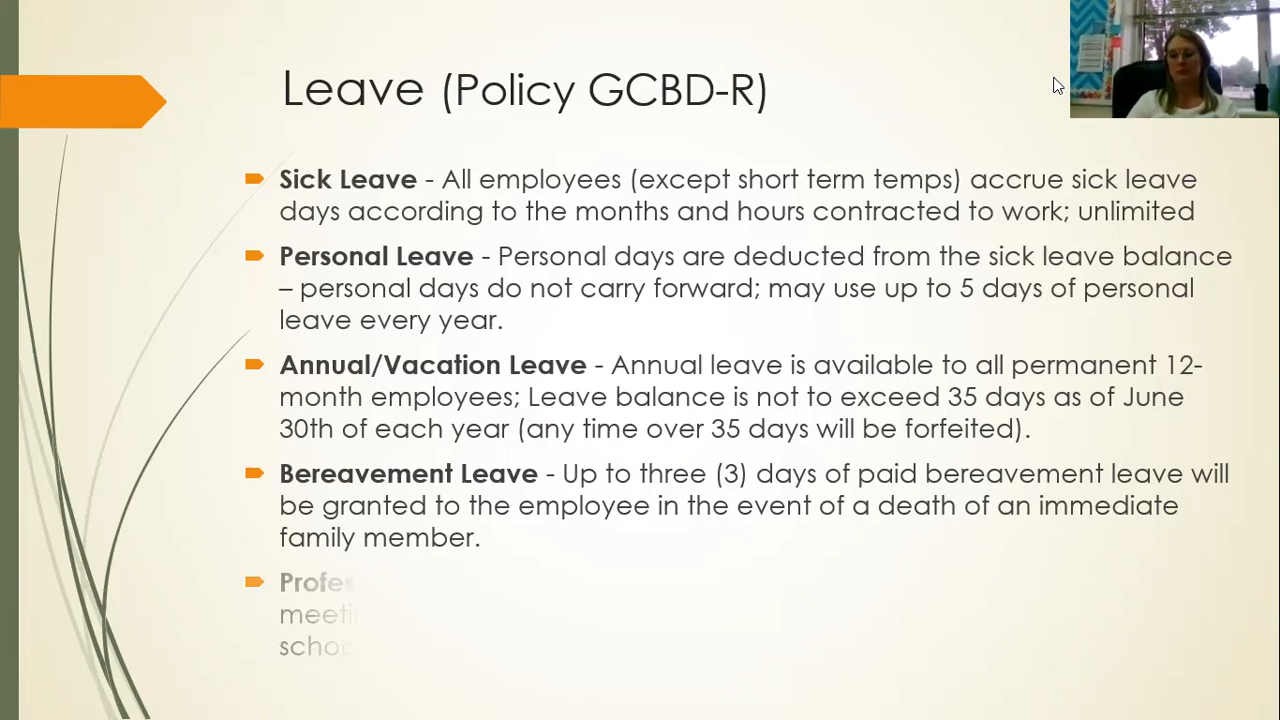 Leave (Policy GCBD-R)
Sick Leave - All employees (except short term temps) accrue sick leave
days according to the months and hours contracted to work; unlimited
Personal Leave - Personal days are deducted from the sick leave balance
– personal days do not carry forward; may use up to 5 days of personal
leave every year.
Annual/Vacation Leave - Annual leave is available to all permanent 12-
month employees; Leave balance is not to exceed 35 days as of June
30th of each year (any time over 35 days will be forfeited).
Bereavement Leave - Up to three (3) days of paid bereavement leave will
be granted to the employee in the event of a death of an immediate
family member.